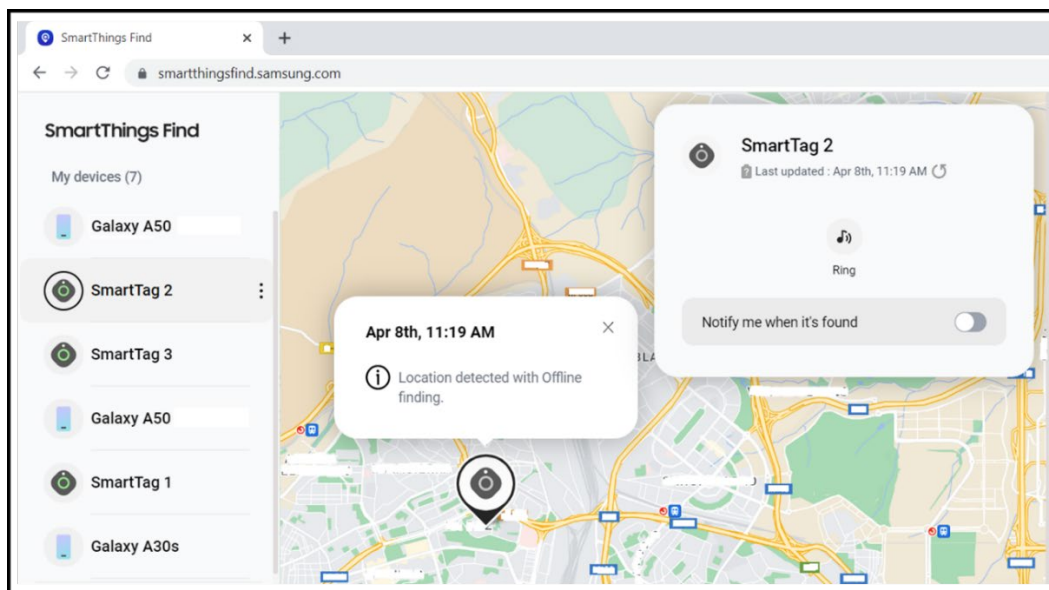 SmartThings Find
smartthingsfind.samsung.com
SmartThings Find
My devices (7)
Galaxy A50
SmartTag 2
SmartTag 3
Galaxy A50
SmartTag 1
Galaxy A30s
Apr 8th, 11:19 AM
Location detected with Offline
finding.
SmartTag 2
Last updated : Apr 8th, 11:19 AM
Ring
Notify me when it's found